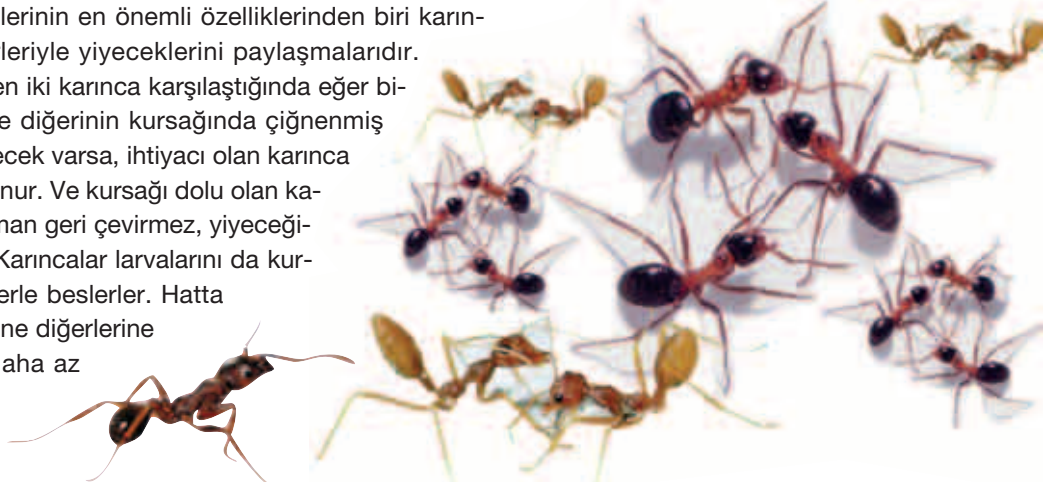 lerinin en önemli özelliklerinden biri karın-
leriyle yiyeceklerini paylaşmalarıdır.
en iki karınca karşılaştığında eğer bi-
e diğerinin kursağında çiğnenmiş
ecek varsa, ihtiyacı olan karınca
nur. Ve kursağı dolu olan ka-
man geri çevirmez, yiyeceği-
Karıncalar larvalarını da kur-
erle beslerler. Hatta
ne diğerlerine
aha az